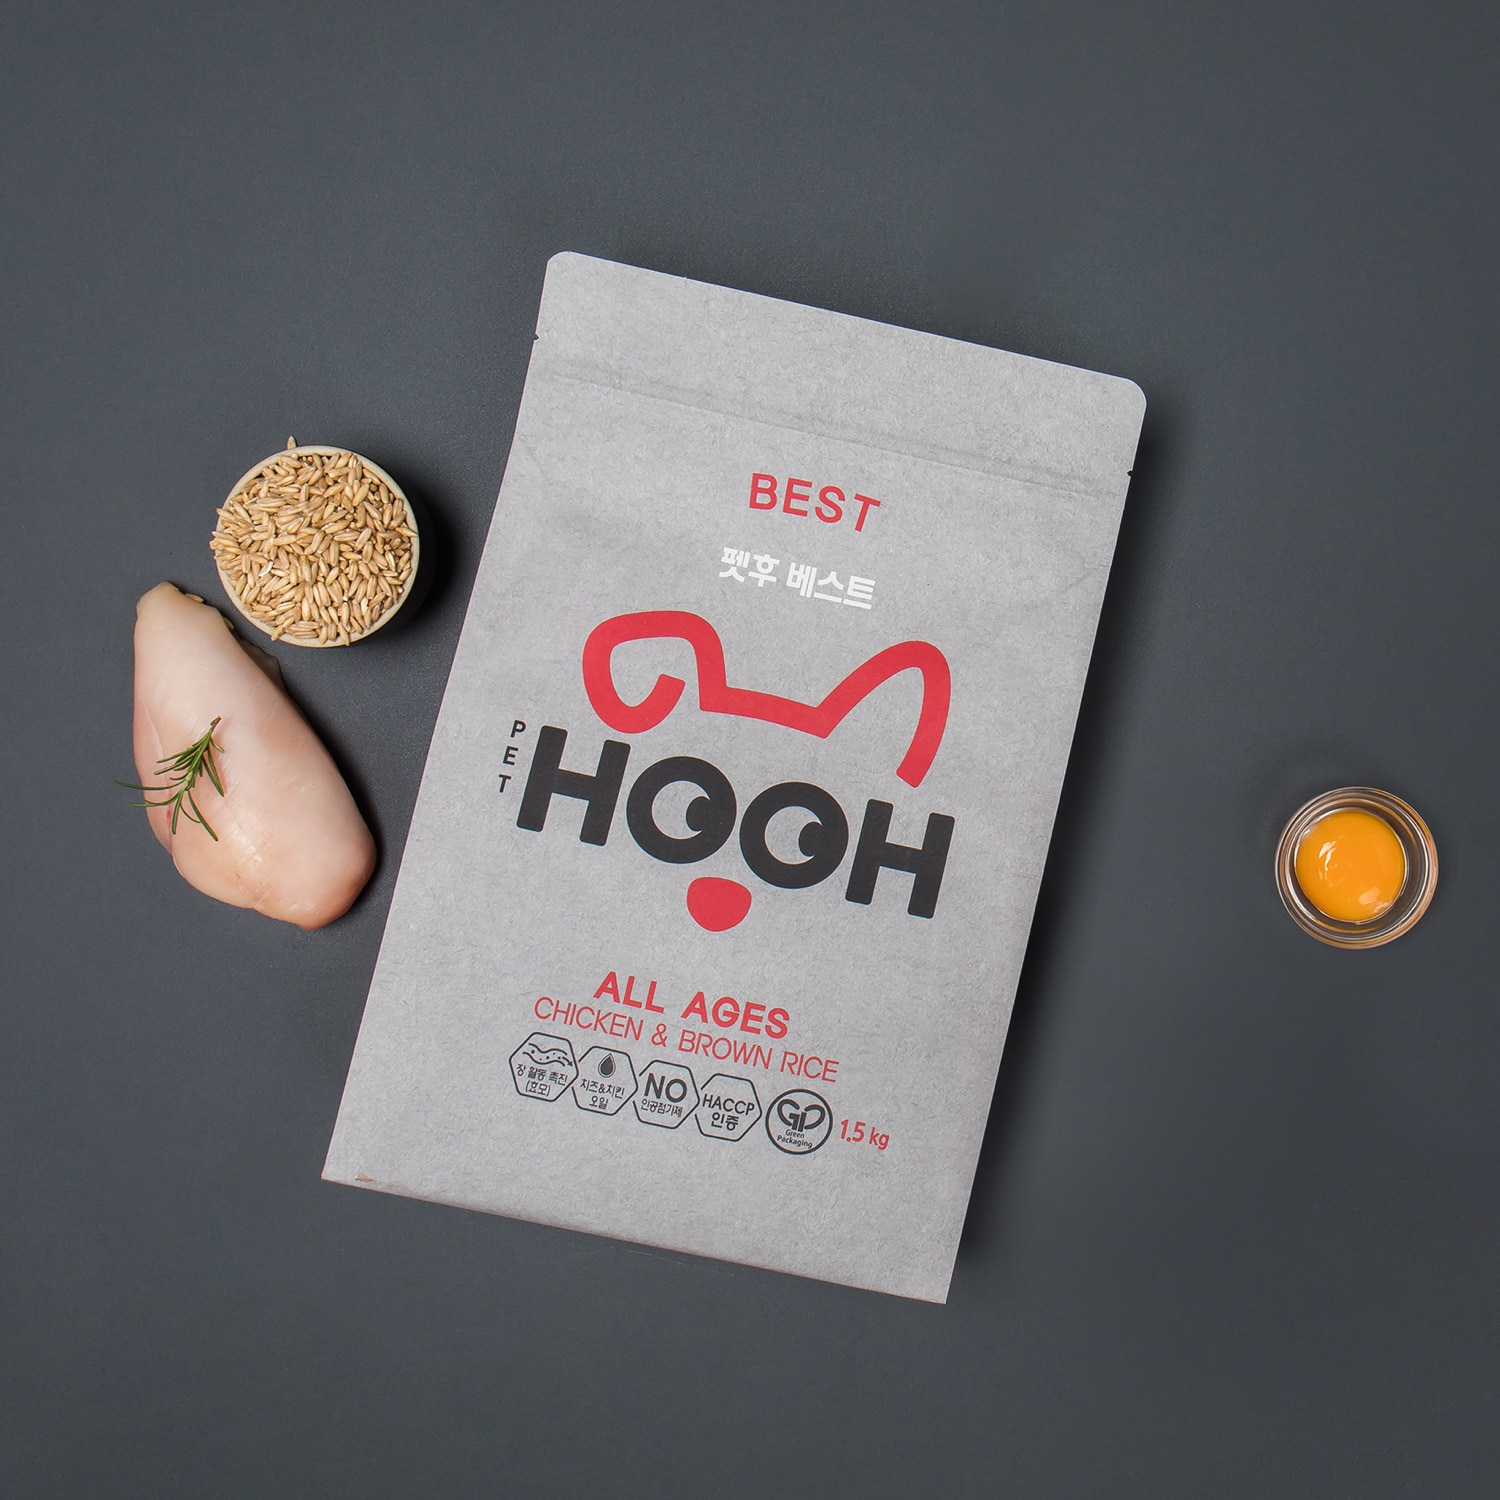 BEST
펫후 베스트
PET
HOOH
ALL AGES
CHICKEN & BROWN RICE
장 활동 촉진
(효모)
치즈&치킨
오일
NO
인공첨가제
HACCP
인증
Green
Packaging
1.5 kg